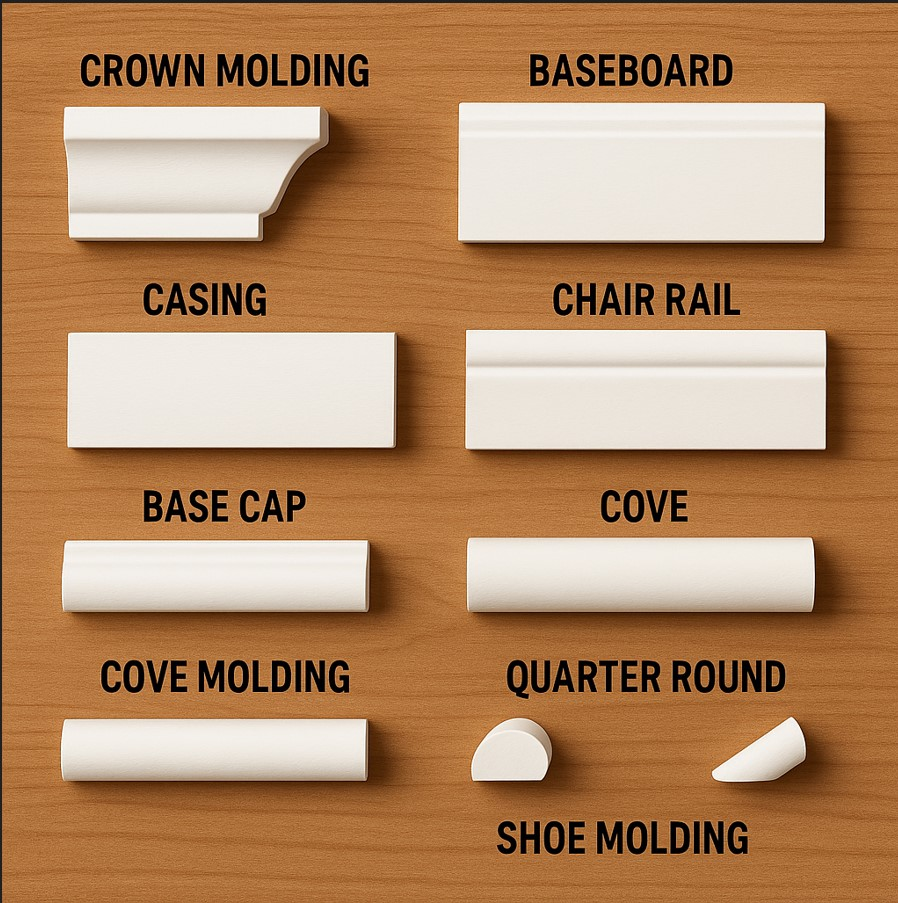 CROWN MOLDING
BASEBOARD
CASING
CHAIR RAIL
BASE CAP
COVE
COVE MOLDING
QUARTER ROUND
SHOE MOLDING